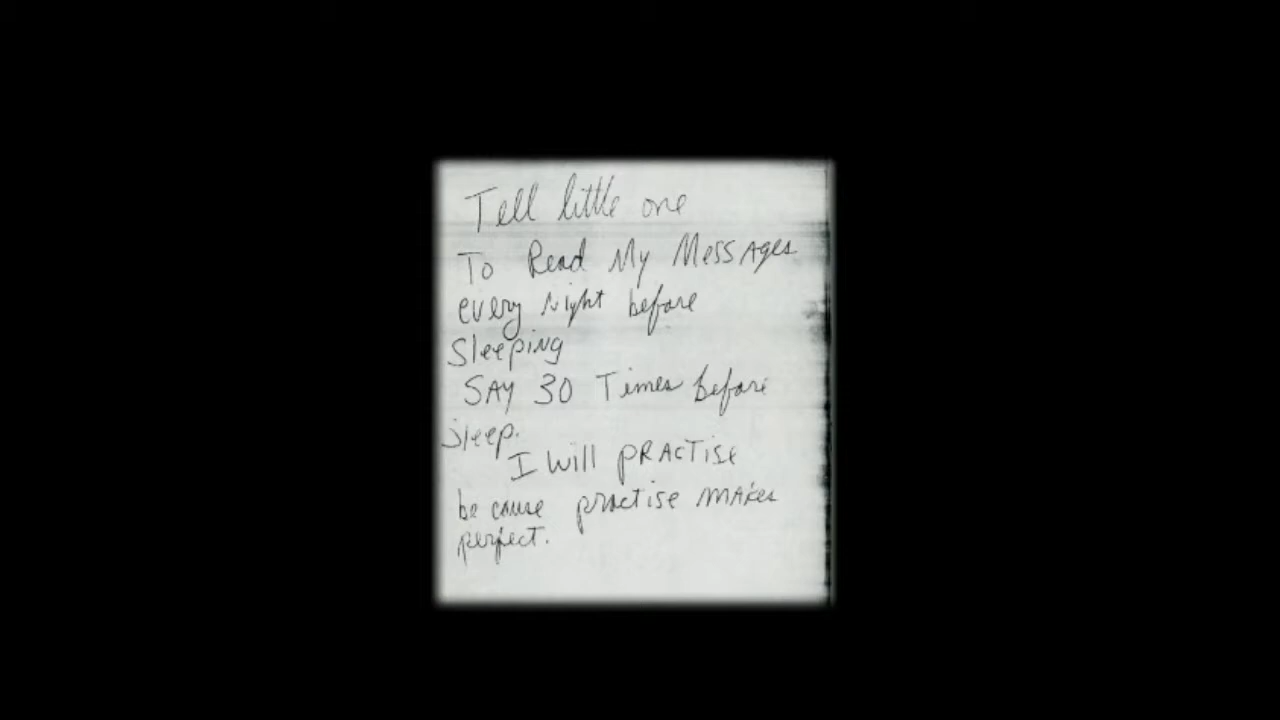 Tell little one
To Read My Messages
every Night before
Sleeping
SAY 30 Times before
sleep.
I will PRACTise
be cause practise MAKes
perfect.